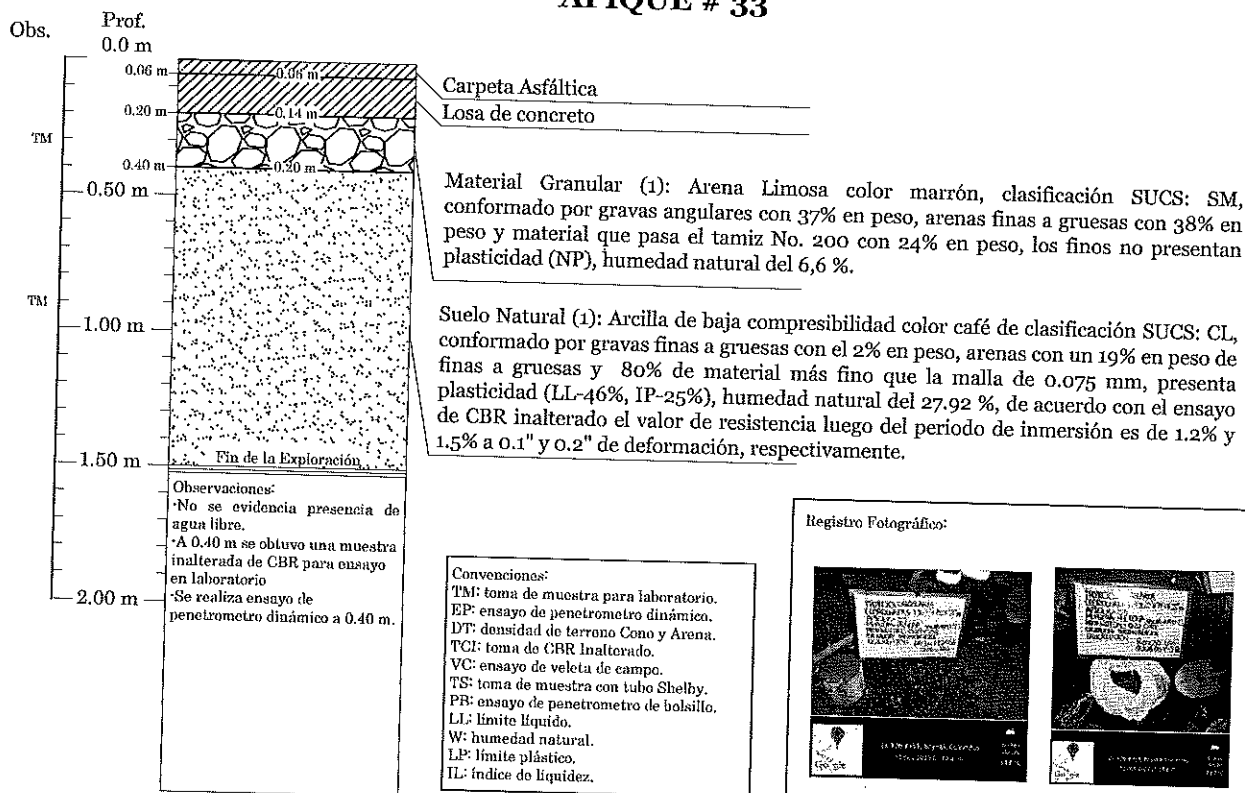 APIQUE # 33
Obs.
Prof.
0.0 m
0.06 m
0.06 m
Carpeta Asfáltica
0.20 m
0.14 m
Losa de concreto
TM
0.40 m
0.20 m
0.50 m
Material Granular (1): Arena Limosa color marrón, clasificación SUCS: SM,
conformado por gravas angulares con 37% en peso, arenas finas a gruesas con 38% en
peso y material que pasa el tamiz No. 200 con 24% en peso, los finos no presentan
plasticidad (NP), humedad natural del 6,6 %.
TM
1.00 m
Suelo Natural (1): Arcilla de baja compresibilidad color café de clasificación SUCS: CL,
conformado por gravas finas a gruesas con el 2% en peso, arenas con un 19% en peso de
finas a gruesas y 80% de material más fino que la malla de 0.075 mm, presenta
plasticidad (LL-46%, IP-25%), humedad natural del 27.92 %, de acuerdo con el ensayo
de CBR inalterado el valor de resistencia luego del periodo de inmersión es de 1.2% y
1.5% a 0.1" y 0.2" de deformación, respectivamente.
1.50 m
Fin de la Exploración
Observaciones:
·No se evidencia presencia de
agua libre.
·A 0.40 m se obtuvo una muestra
inalterada de CBR para ensayo
en laboratorio
·Se realiza ensayo de
penetrometro dinámico a 0.40 m.
2.00 m
Convenciones:
TM: toma de muestra para laboratorio.
EP: ensayo de penetrometro dinámico.
DT: densidad de terreno Cono y Arena.
TCI: toma de CBR Inalterado.
VC: ensayo de veleta de campo.
TS: toma de muestra con tubo Shelby.
PB: ensayo de penetrometro de bolsillo.
LL: límite líquido.
W: humedad natural.
LP: límite plástico.
IL: índice de liquidez.
Registro Fotográfico:
Google
Google